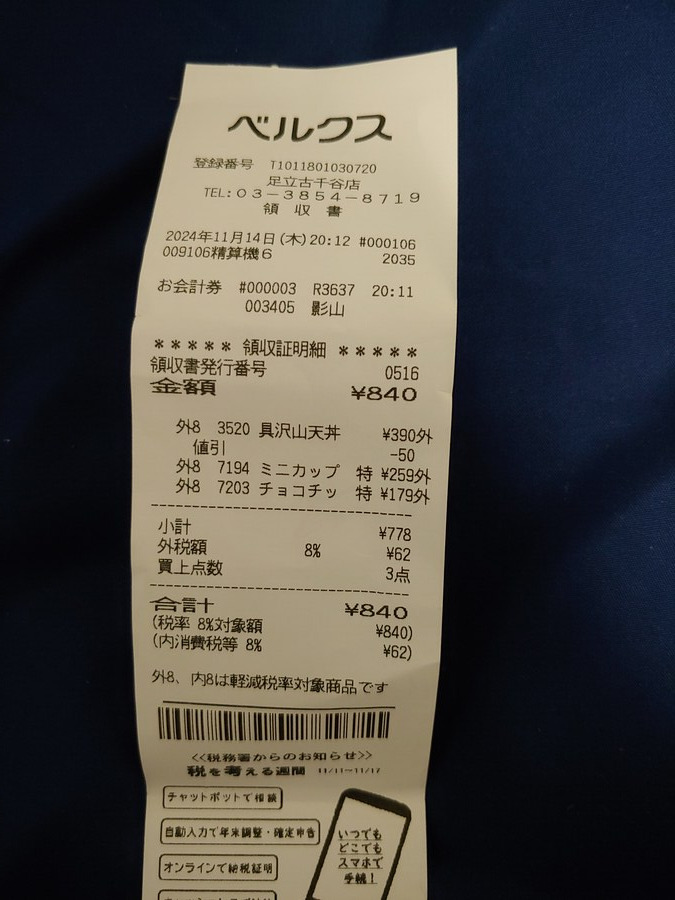 ベルクス
登録番号 T1011801030720
足立古千谷店
TEL:03-3854-8719
領 収 書
2024年11月14日(木)20:12 #000106
009106精算機6 2035
お会計券 #000003 R3637 20:11
003405 影山
***** 領収証明細 *****
領収書発行番号 0516
金額 ¥840
外8 3520 具沢山天丼 ¥390外
値引 -50
外8 7194 ミニカップ 特 ¥259外
外8 7203 チョコチッ 特 ¥179外
小計 ¥778
外税額 8% ¥62
買上点数 3点
合計 ¥840
(税率 8%対象額 ¥840)
(内消費税等 8% ¥62)
外8、内8は軽減税率対象商品です
<<税務署からのお知らせ>>
税を考える週間 11/11~11/17
チャットボットで相談
自動入力で年末調整・確定申告
オンラインで納税証明
いつでも
どこでも
スマホで
手軽!